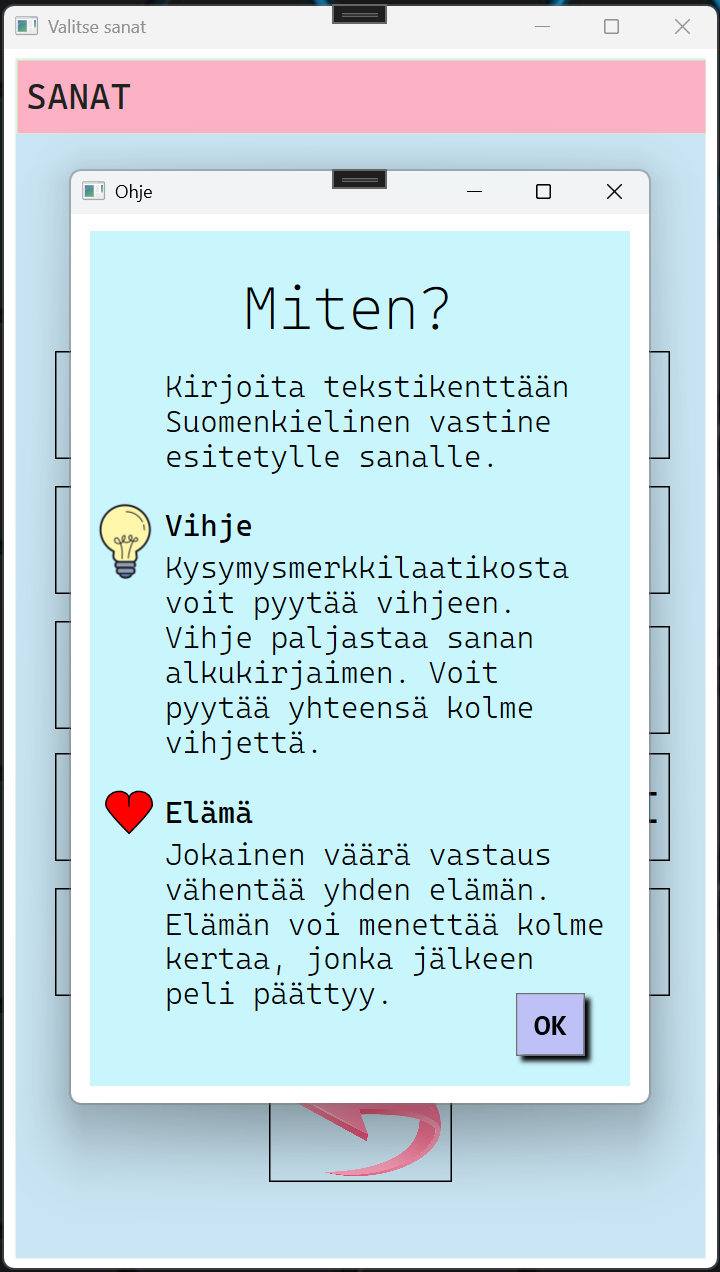 Valitse sanat
SANAT
Ohje
Miten?
Kirjoita tekstikenttään
Suomenkielinen vastine
esitetylle sanalle.
Vihje
Kysymysmerkkilaatikosta
voit pyytää vihjeen.
Vihje paljastaa sanan
alkukirjaimen. Voit
pyytää yhteensä kolme
vihjettä.
Elämä
Jokainen väärä vastaus
vähentää yhden elämän.
Elämän voi menettää kolme
kertaa, jonka jälkeen
peli päättyy.
OK